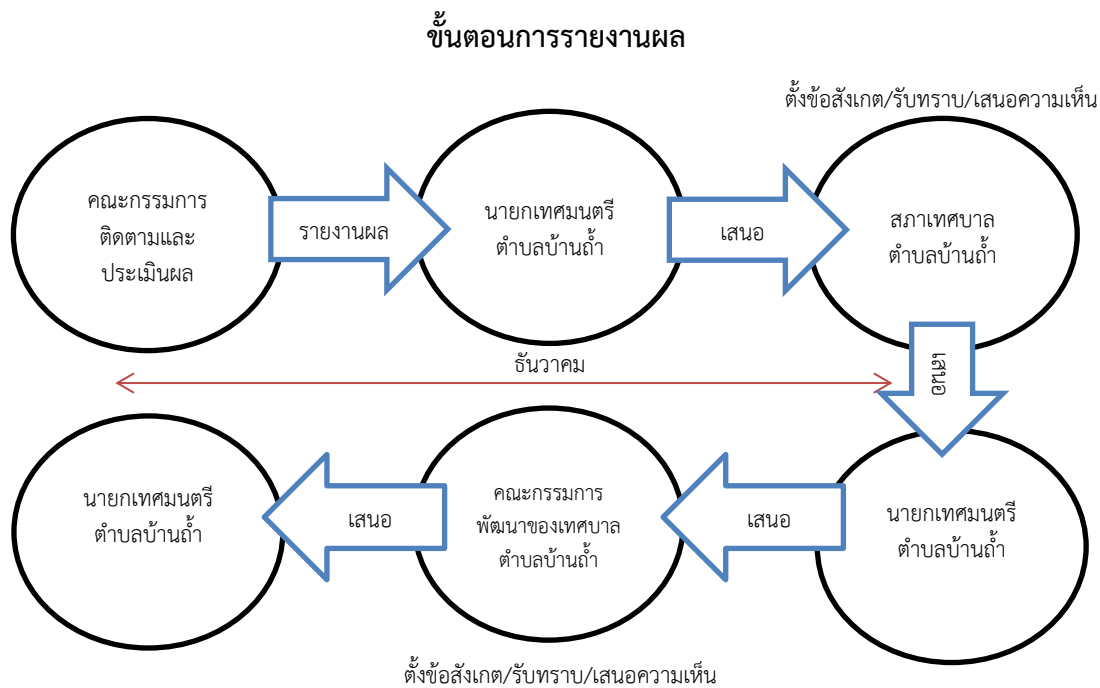 ขั้นตอนการรายงานผล
ตั้งข้อสังเกต/รับทราบ/เสนอความเห็น
คณะกรรมการ
ติดตามและ
ประเมินผล
รายงานผล
นายกเทศมนตรี
ตำบลบ้านถ้ำ
เสนอ
สภาเทศบาล
ตำบลบ้านถ้ำ
เสนอ
ธันวาคม
นายกเทศมนตรี
ตำบลบ้านถ้ำ
เสนอ
คณะกรรมการ
พัฒนาของเทศบาล
ตำบลบ้านถ้ำ
เสนอ
นายกเทศมนตรี
ตำบลบ้านถ้ำ
ตั้งข้อสังเกต/รับทราบ/เสนอความเห็น